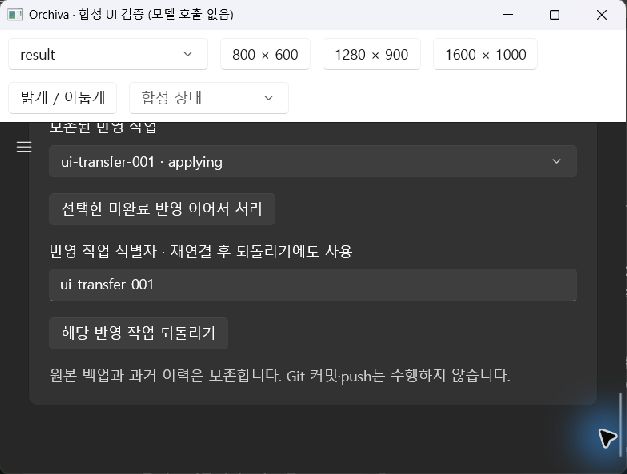 Orchiva · 합성 UI 검증 (모델 호출 없음)
result
800 × 600
1280 × 900
1600 × 1000
밝게 / 어둡게
합성 상태
보존된 반영 작업
ui-transfer-001 · applying
선택한 미완료 반영 이어서 처리
반영 작업 식별자 · 재연결 후 되돌리기에도 사용
ui-transfer-001
해당 반영 작업 되돌리기
원본 백업과 과거 이력은 보존합니다. Git 커밋·push는 수행하지 않습니다.